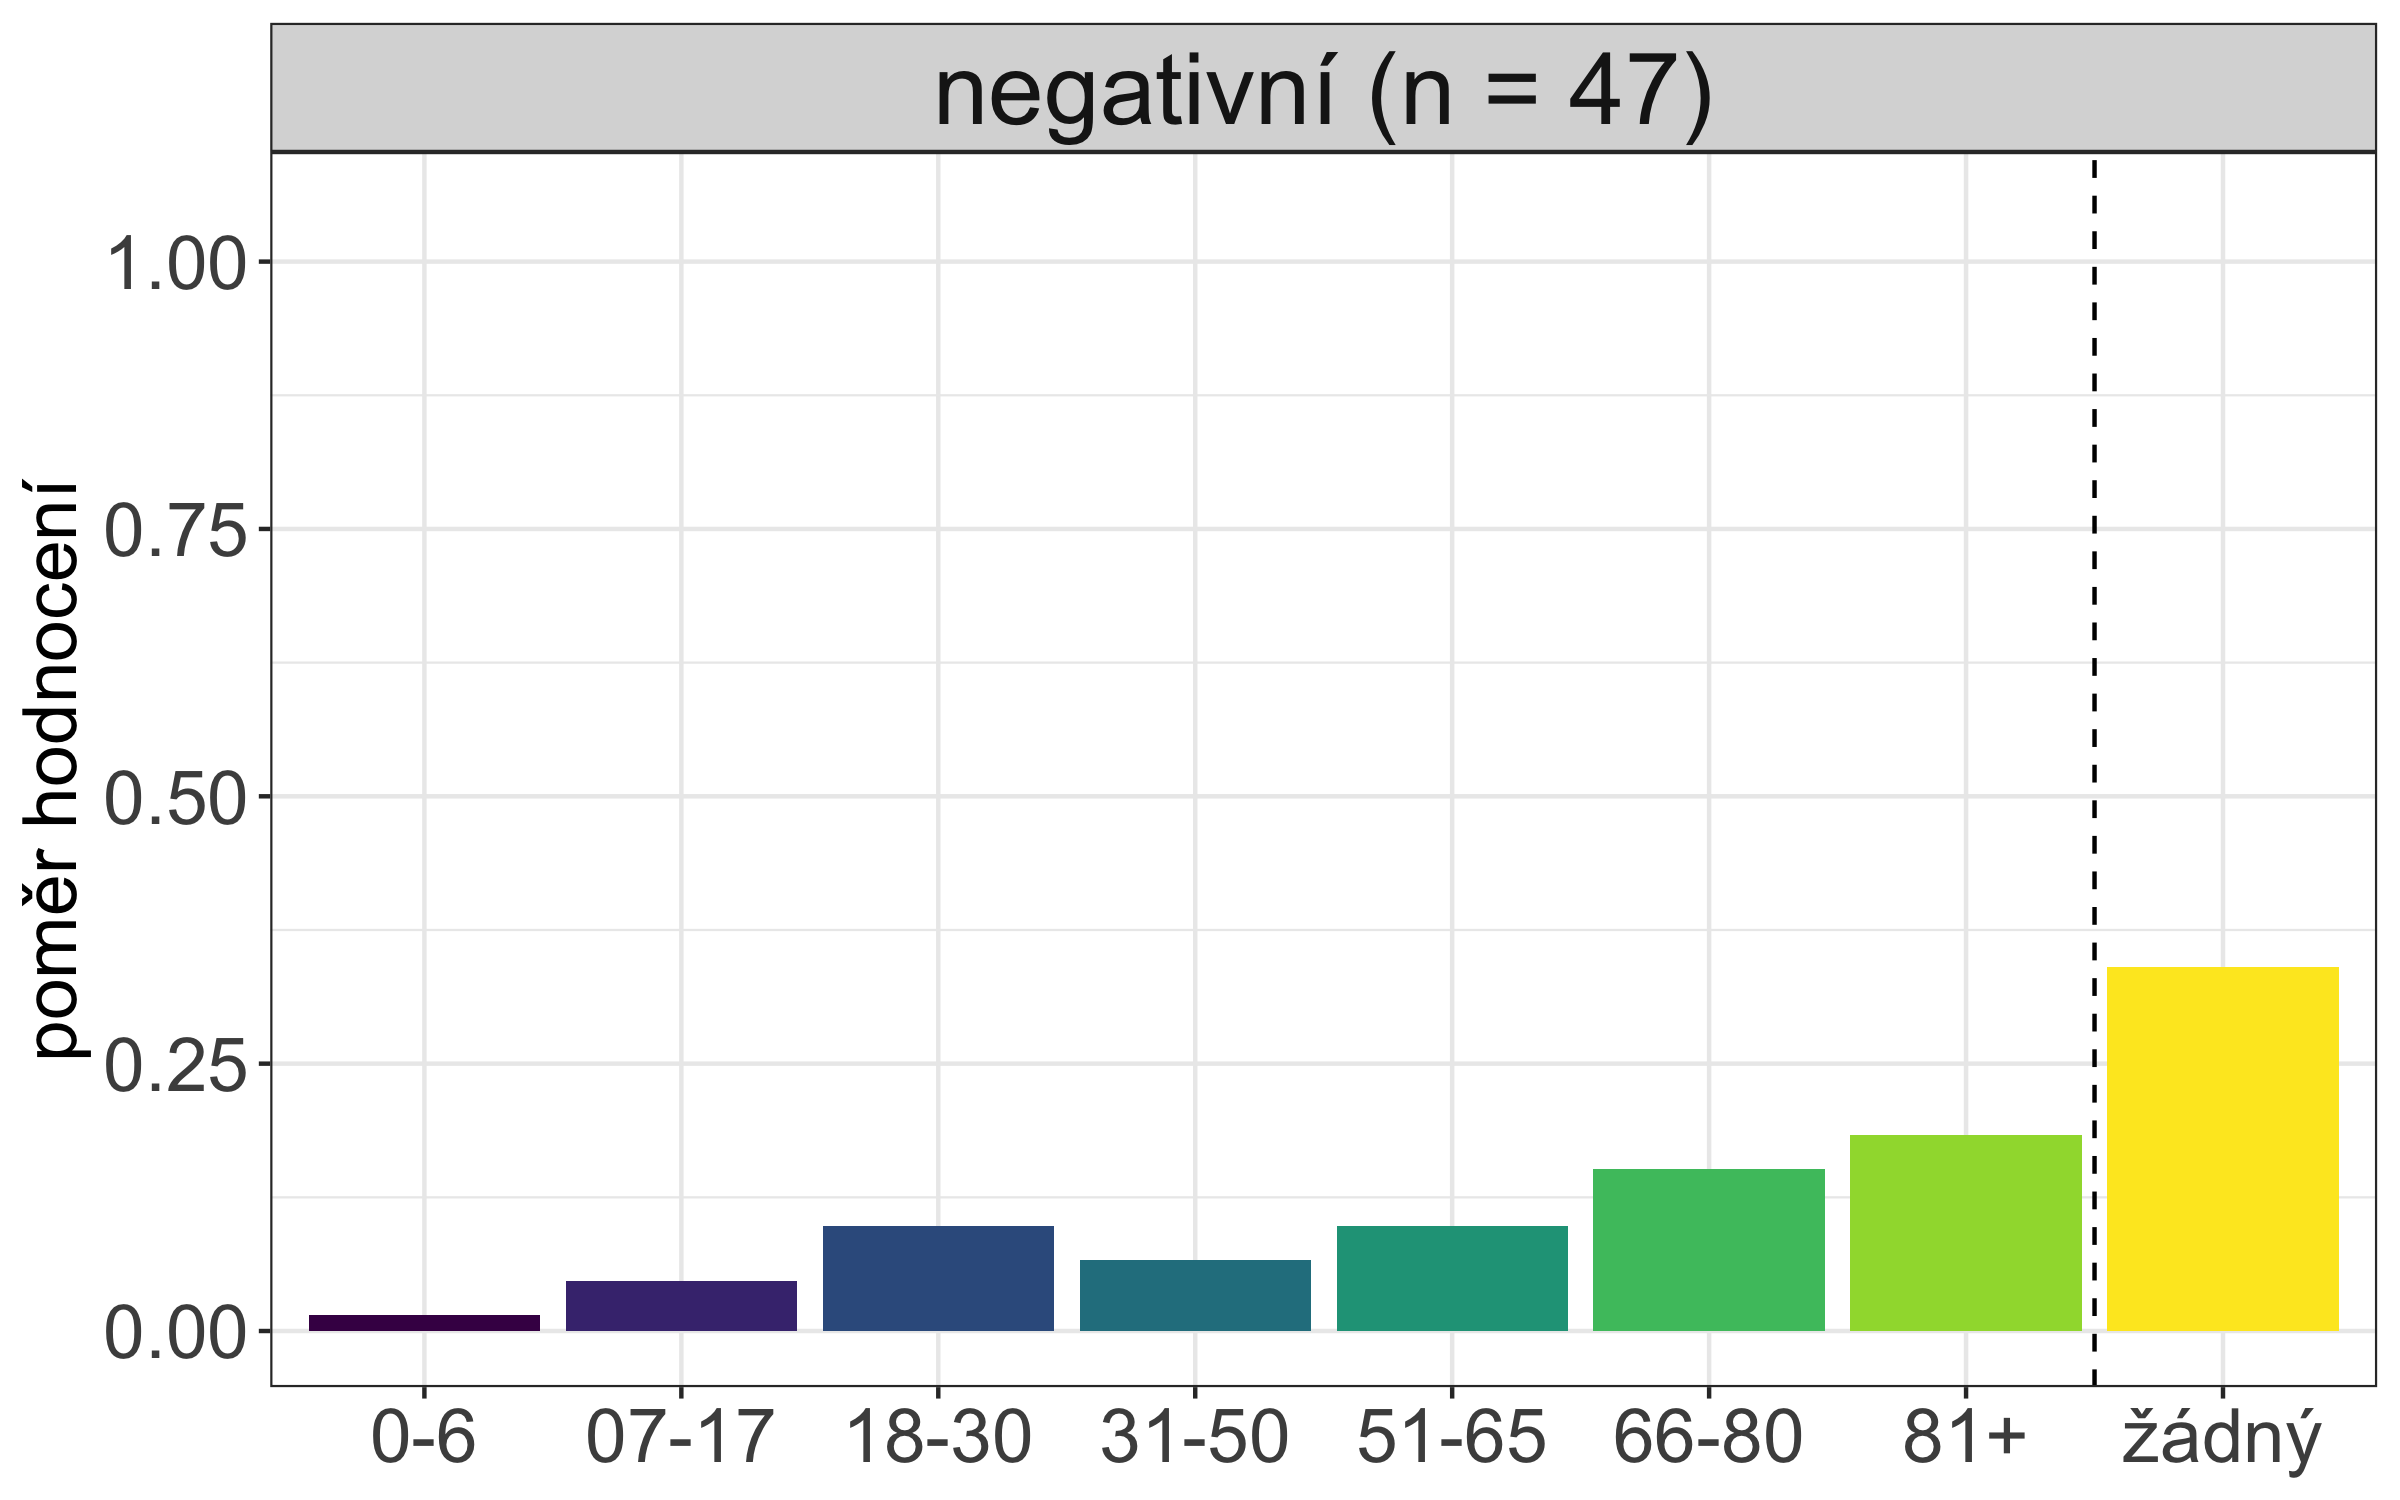 negativní (n = 47)
poměr hodnocení
1.00
0.75
0.50
0.25
0.00
0-6 07-17 18-30 31-50 51-65 66-80 81+ žádný